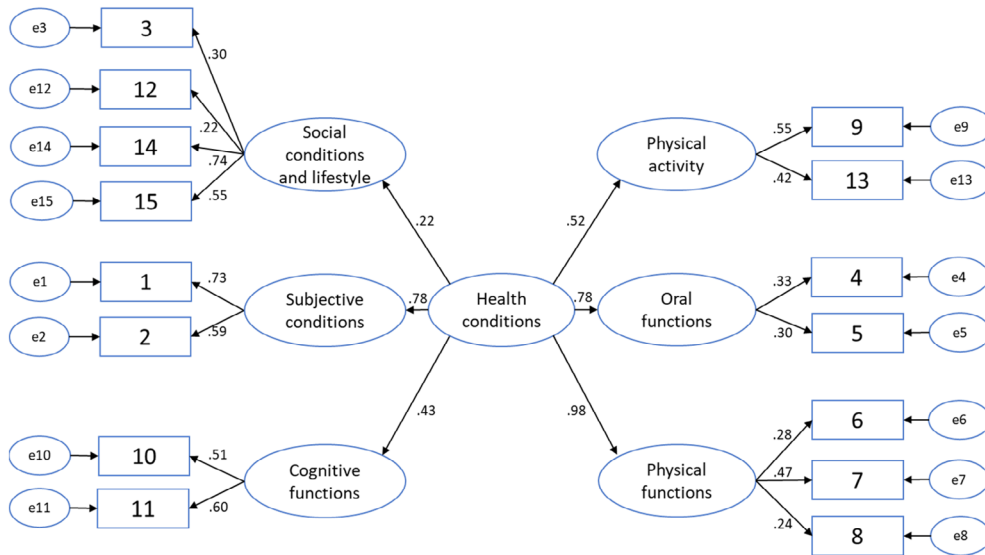 e3
3
.30
e12
12
.22
e14
14
.74
e15
15
.55
Social
conditions
and lifestyle
.22
e1
1
.73
e2
2
.59
Subjective
conditions
.78
e10
10
.51
e11
11
.60
Cognitive
functions
.43
Health
conditions
Physical
activity
.52
.55
9
e9
.42
13
e13
.78
Oral
functions
.33
4
e4
.30
5
e5
.98
Physical
functions
.28
6
e6
.47
7
e7
.24
8
e8